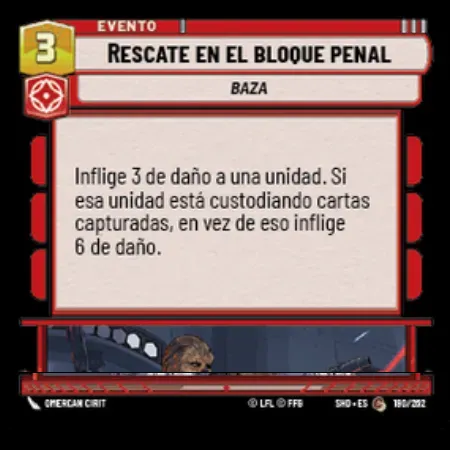 EVENTO
3
RESCATE EN EL BLOQUE PENAL
BAZA
Inflige 3 de daño a una unidad. Si
esa unidad está custodiando cartas
capturadas, en vez de eso inflige
6 de daño.
OMERCAN CIRIT
© LFL © FFG
SHD • ES
180/262